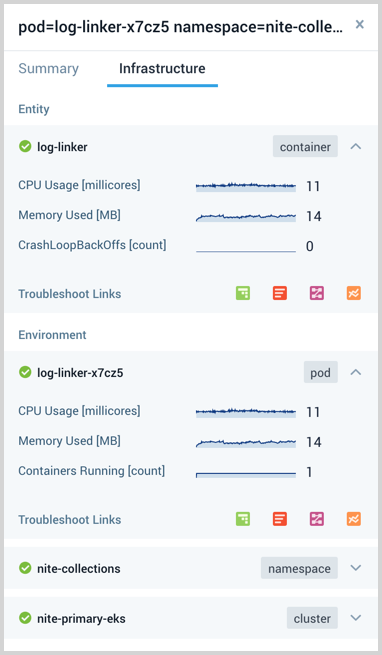 pod=log-linker-x7cz5 namespace=nite-colle...
Summary Infrastructure
Entity
log-linker container
CPU Usage [millicores] 11
Memory Used [MB] 14
CrashLoopBackOffs [count] 0
Troubleshoot Links
Environment
log-linker-x7cz5 pod
CPU Usage [millicores] 11
Memory Used [MB] 14
Containers Running [count] 1
Troubleshoot Links
nite-collections namespace
nite-primary-eks cluster